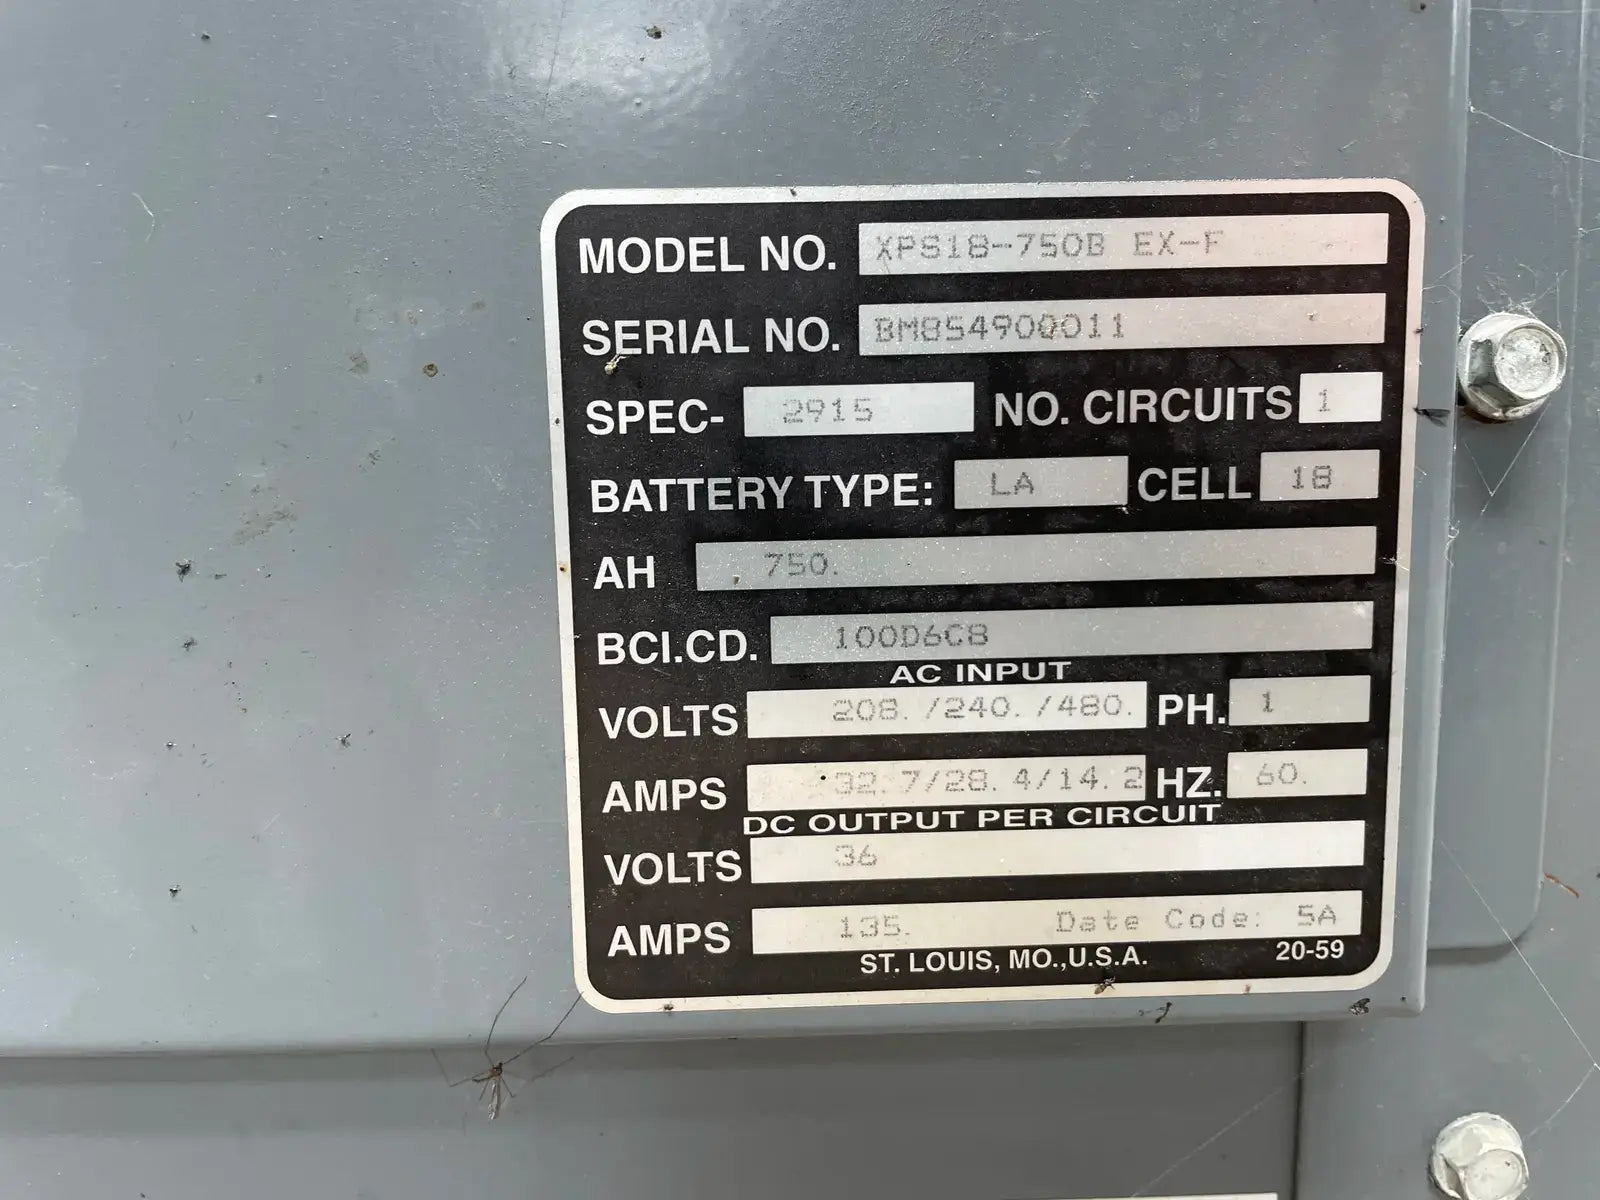 MODEL NO. XPS18-750B EX-F
SERIAL NO. BM85490Q011
SPEC- 2915 NO. CIRCUITS 1
BATTERY TYPE: LA CELL 18
AH 750.
BCI.CD. 100D6C8
AC INPUT
VOLTS 208. /240. /480. PH. 1
AMPS 32. 7/28. 4/14. 2 HZ. 60.
DC OUTPUT PER CIRCUIT
VOLTS 36
AMPS 135. Date Code: 5A
ST. LOUIS, MO.,U.S.A. 20-59